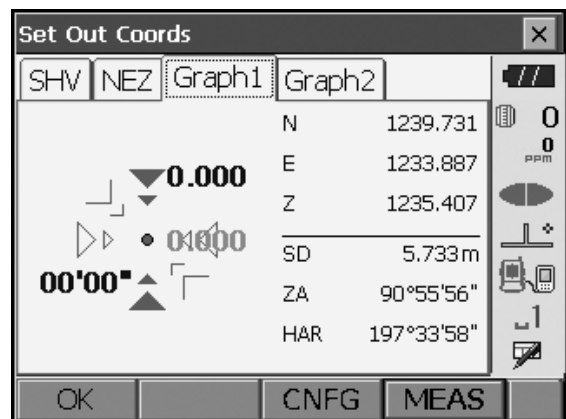 Set Out Coords
SHV NEZ Graph1 Graph2
N 1239.731
E 1233.887
Z 1235.407
SD 5.733m
ZA 90°55'56"
HAR 197°33'58"
0.000
00'00"
0
0
PPM
1
OK CNFG MEAS